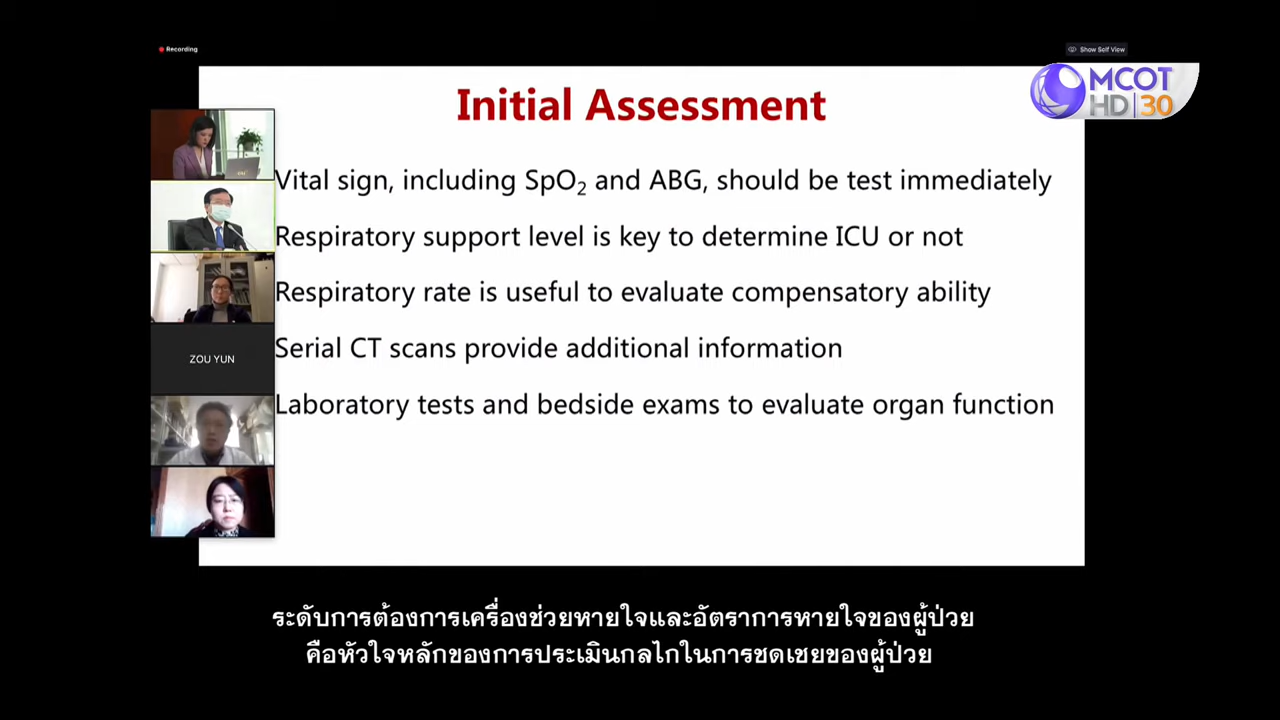 Recording
Show Self View
MCOT
HD 30
Initial Assessment
Vital sign, including SpO₂ and ABG, should be test immediately
Respiratory support level is key to determine ICU or not
Respiratory rate is useful to evaluate compensatory ability
Serial CT scans provide additional information
ZOU YUN
Laboratory tests and bedside exams to evaluate organ function
ระดับการต้องการเครื่องช่วยหายใจและอัตราการหายใจของผู้ป่วย
คือหัวใจหลักของการประเมินกลไกในการชดเชยของผู้ป่วย